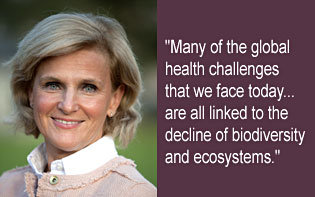 "Many of the global
health challenges
that we face today...
are all linked to the
decline of biodiversity
and ecosystems."